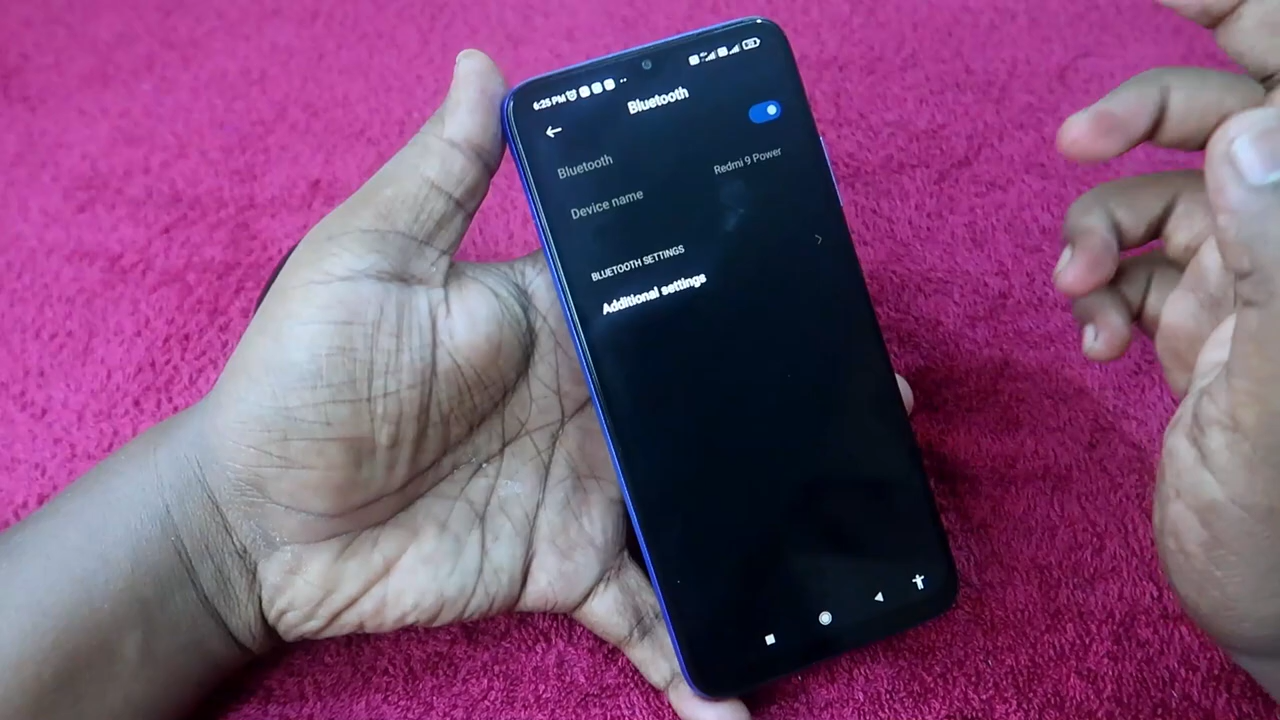 6:25 PM
Bluetooth
Bluetooth
Device name Redmi 9 Power
BLUETOOTH SETTINGS
Additional settings